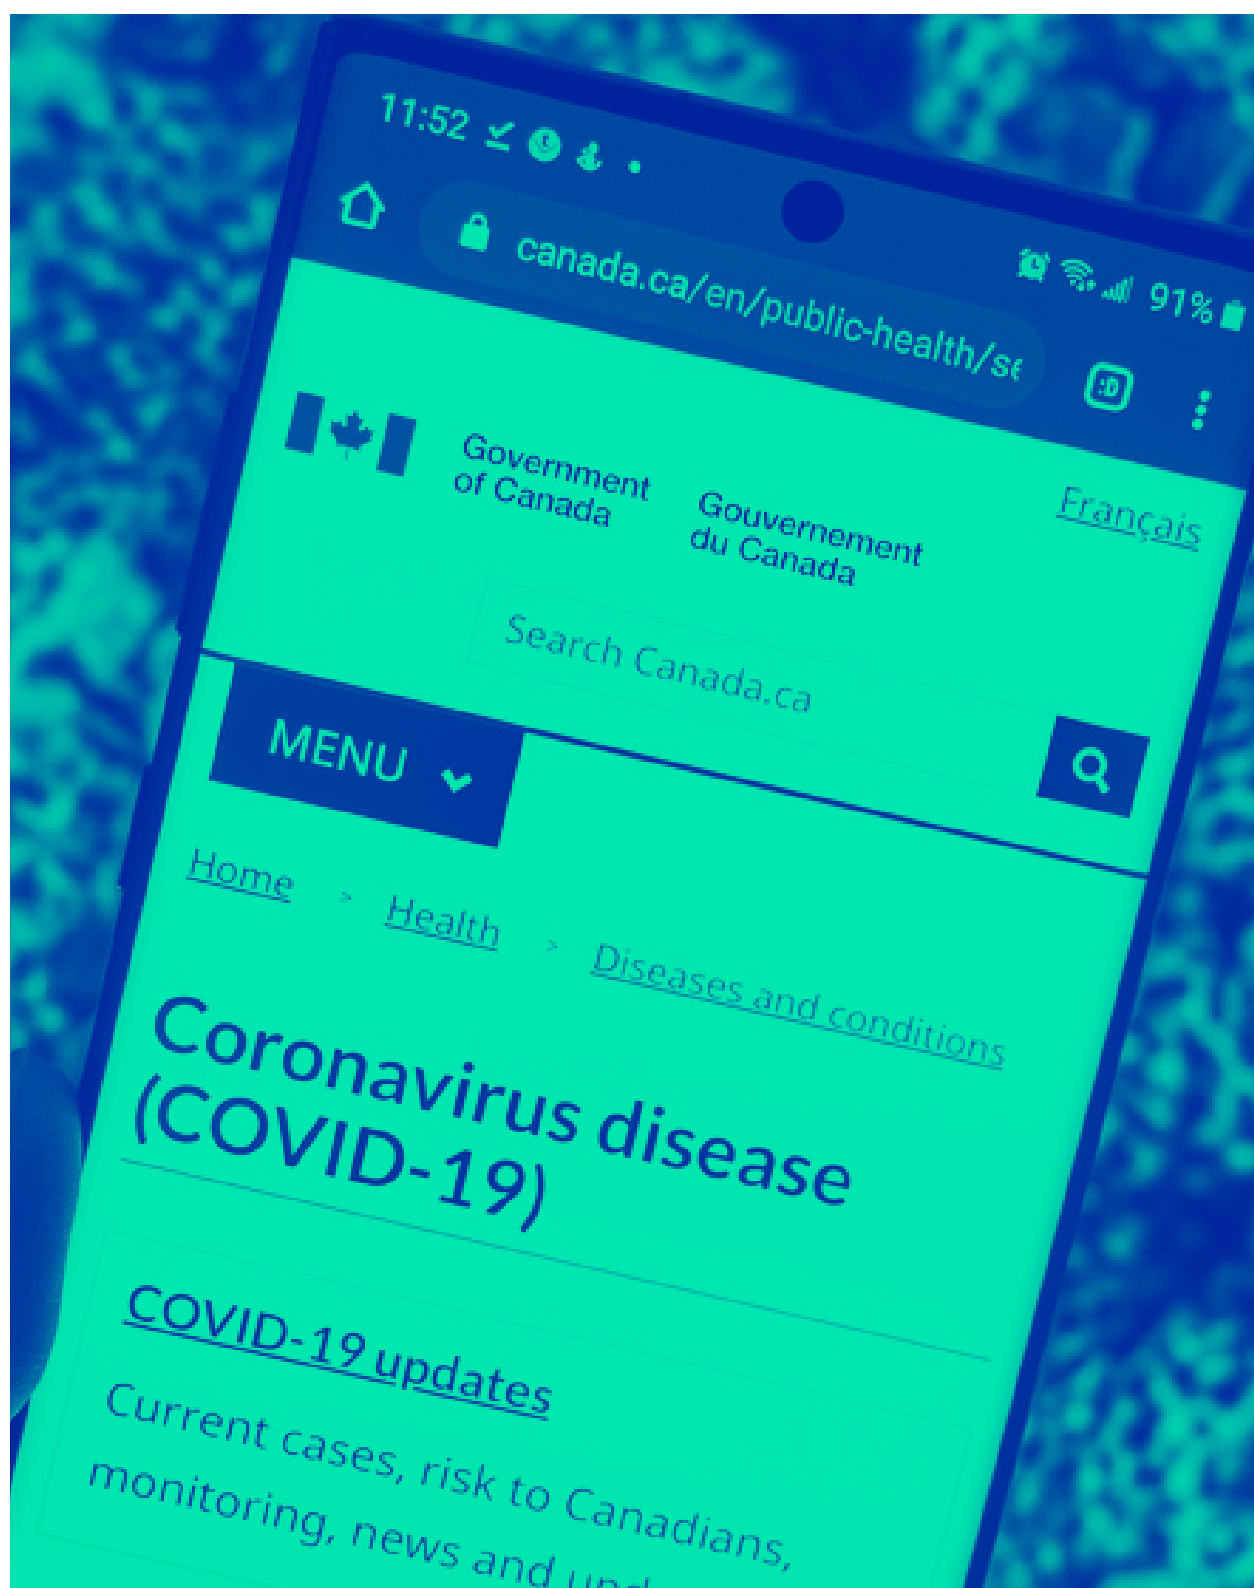 11:52
91%
canada.ca/en/public-health/se
:D
Government
of Canada
Gouvernement
du Canada
Français
Search Canada.ca
MENU
Home > Health > Diseases and conditions
Coronavirus disease
(COVID-19)
COVID-19 updates
Current cases, risk to Canadians,
monitoring, news and